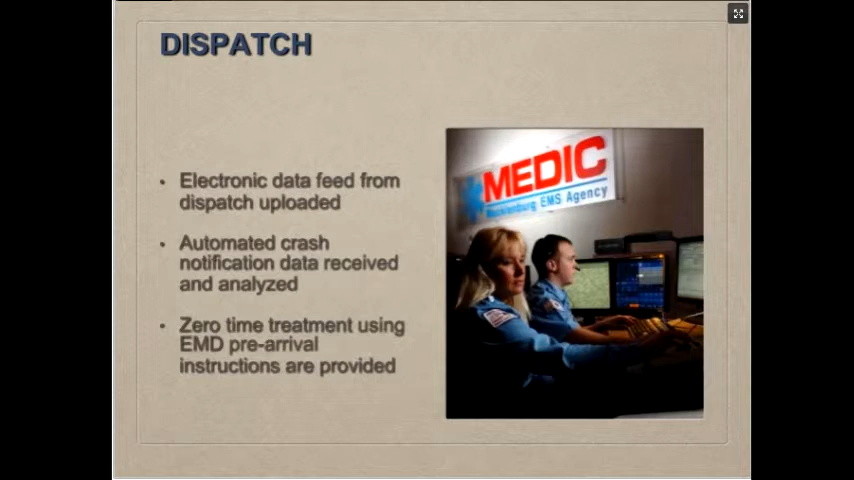 DISPATCH
Electronic data feed from
dispatch uploaded
Automated crash
notification data received
and analyzed
Zero time treatment using
EMD pre-arrival
instructions are provided
MEDIC
Mecklenburg EMS Agency